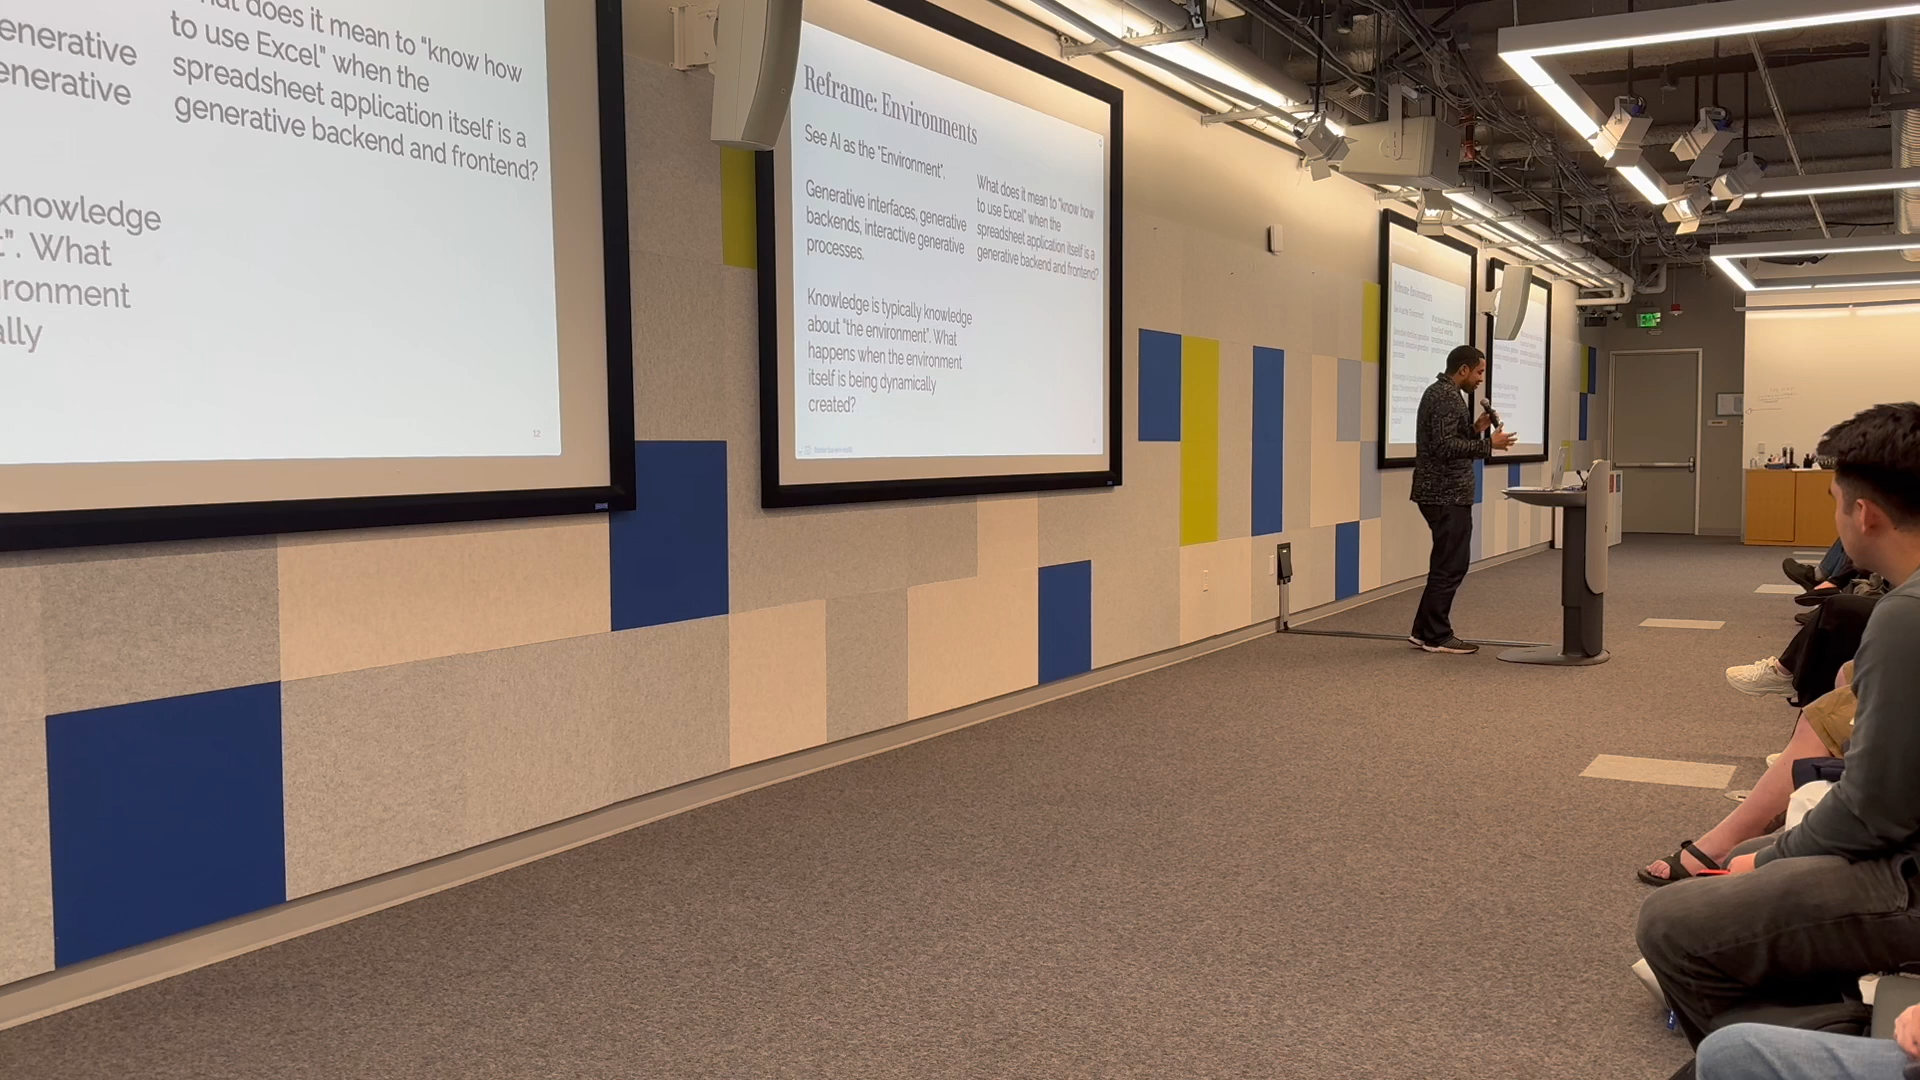 enerative
enerative
knowledge
t". What
ironment
ally
does it mean to "know how
to use Excel" when the
spreadsheet application itself is a
generative backend and frontend?
12
Reframe: Environments
See AI as the "Environment".
Generative interfaces, generative
backends, interactive generative
processes.
Knowledge is typically knowledge
about "the environment". What
happens when the environment
itself is being dynamically
created?
What does it mean to "know how
to use Excel" when the
spreadsheet application itself is a
generative backend and frontend?
Reframe: Environments